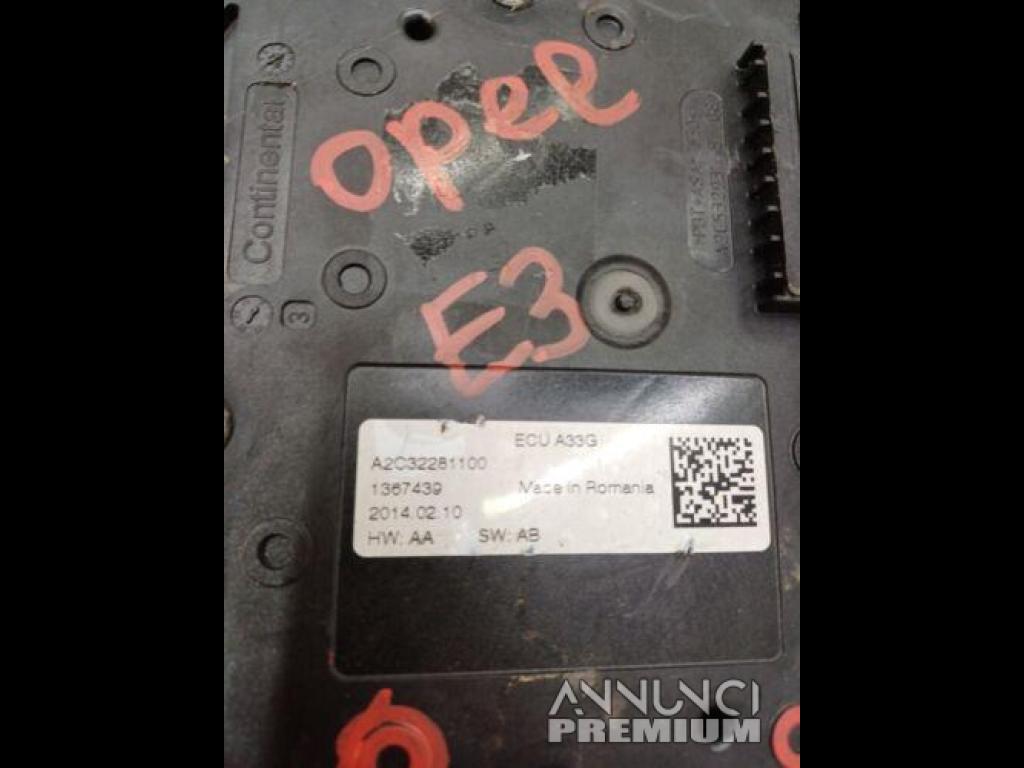 Continental
3
Opel
E3
ECU A33G
A2C32281100
1367439
Made in Romania
2014.02.10
HW: AA SW: AB
ANNUNCI
PREMIUM